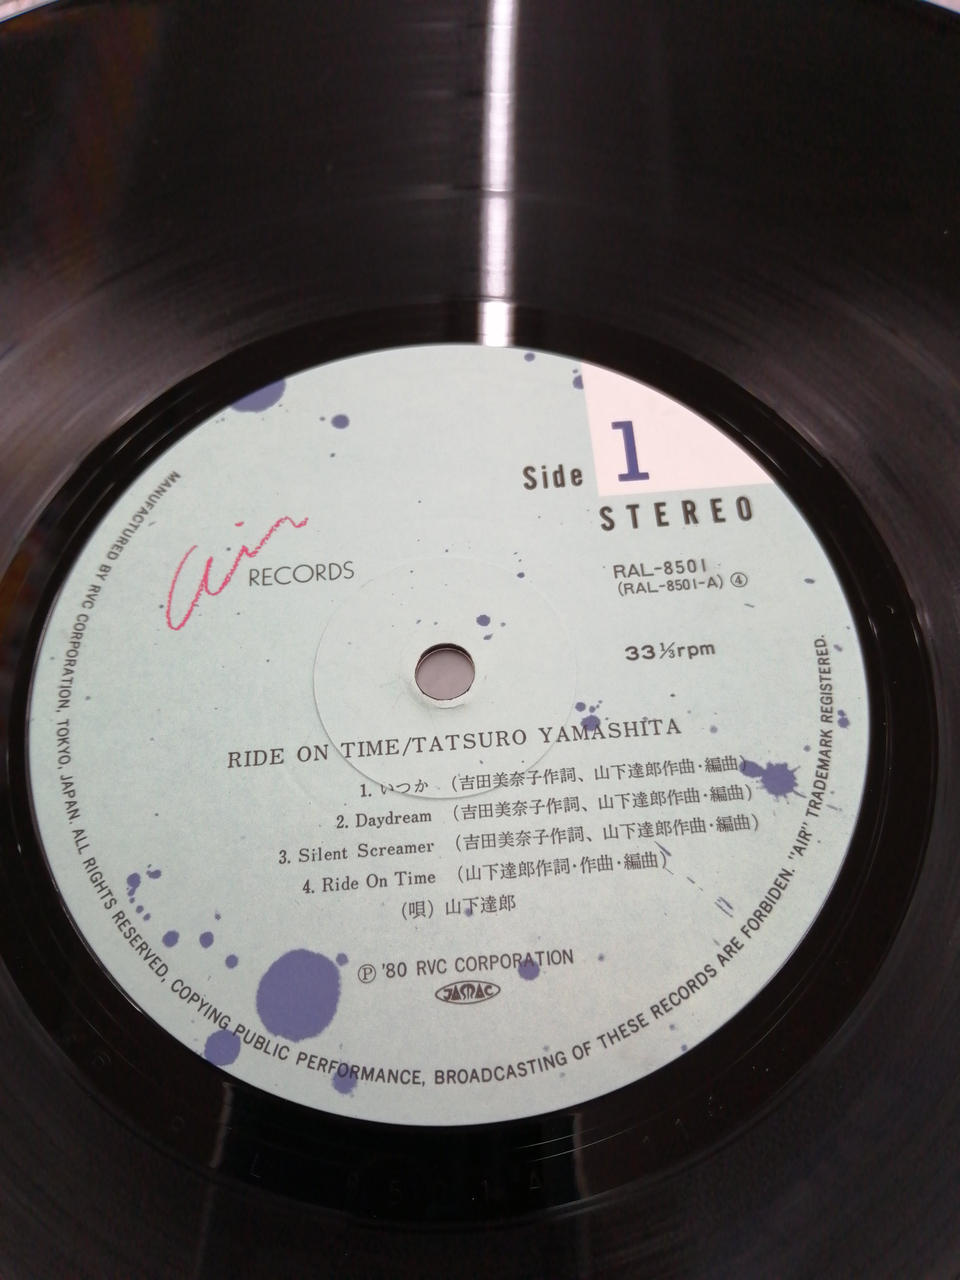 Side 1
STEREO
Air RECORDS
RAL-8501
(RAL-8501-A) ④
33⅓rpm
RIDE ON TIME/TATSURO YAMASHITA
1. いつか (吉田美奈子作詞、山下達郎作曲・編曲)
2. Daydream (吉田美奈子作詞、山下達郎作曲・編曲)
3. Silent Screamer (吉田美奈子作詞、山下達郎作曲・編曲)
4. Ride On Time (山下達郎作詞・作曲・編曲)
(唄) 山下達郎
Ⓟ '80 RVC CORPORATION
JASRAC
MANUFACTURED BY RVC CORPORATION, TOKYO, JAPAN. ALL RIGHTS RESERVED, COPYING PUBLIC PERFORMANCE, BROADCASTING OF THESE RECORDS ARE FORBIDEN. "AIR" TRADEMARK REGISTERED.